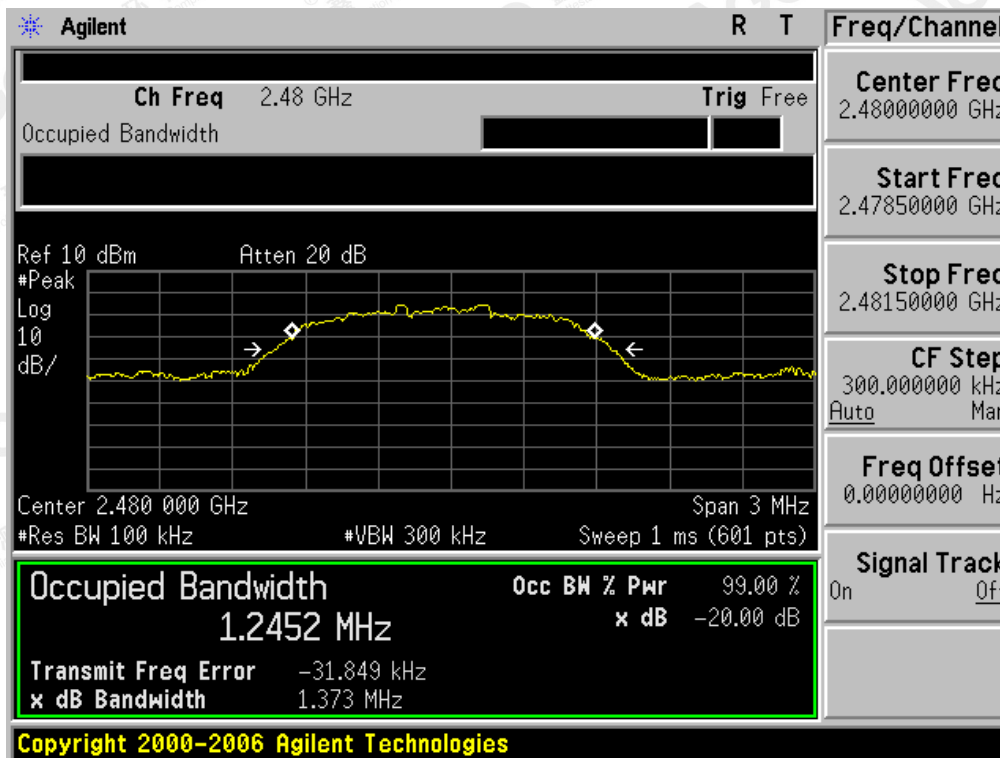 Agilent R T Freq/Channel
Ch Freq 2.48 GHz Trig Free
Occupied Bandwidth
Center Freq
2.48000000 GHz
Start Freq
2.47850000 GHz
Stop Freq
2.48150000 GHz
CF Step
300.000000 kHz
Auto Man
Freq Offset
0.00000000 Hz
Signal Track
On Off
Ref 10 dBm Atten 20 dB
#Peak
Log
10
dB/
Center 2.480 000 GHz Span 3 MHz
#Res BW 100 kHz #VBW 300 kHz Sweep 1 ms (601 pts)
Occupied Bandwidth
1.2452 MHz
Occ BW % Pwr 99.00 %
x dB -20.00 dB
Transmit Freq Error -31.849 kHz
x dB Bandwidth 1.373 MHz
Copyright 2000-2006 Agilent Technologies